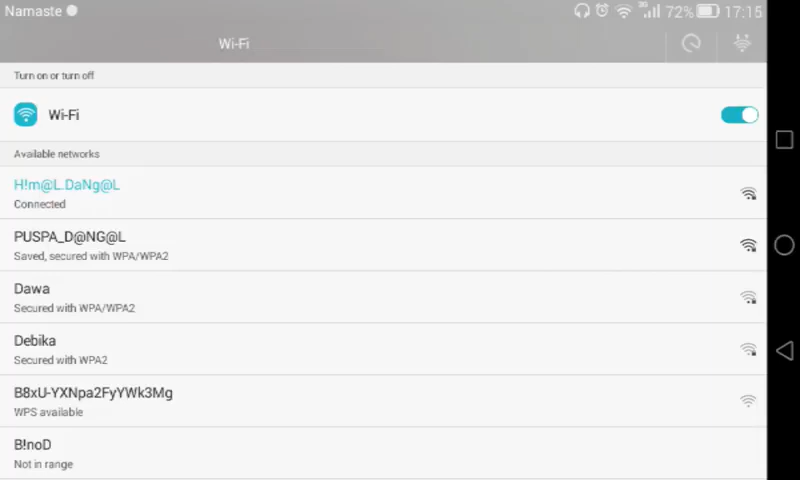 Namaste 3G 72% 17:15
Wi-Fi
Turn on or turn off
Wi-Fi
Available networks
H!m@L.DaNg@L
Connected
PUSPA_D@NG@L
Saved, secured with WPA/WPA2
Dawa
Secured with WPA/WPA2
Debika
Secured with WPA2
B8xU-YXNpa2FyYWk3Mg
WPS available
B!noD
Not in range